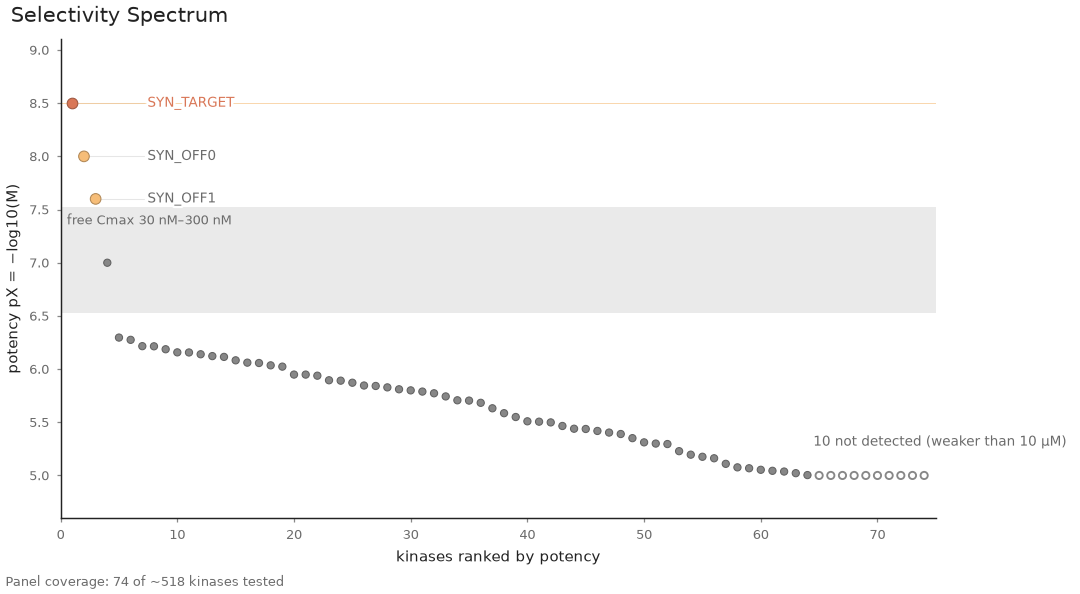 Selectivity Spectrum
potency pX = −log10(M)
9.0
8.5
8.0
7.5
7.0
6.5
6.0
5.5
5.0
SYN_TARGET
SYN_OFF0
SYN_OFF1
free Cmax 30 nM–300 nM
10 not detected (weaker than 10 µM)
0 10 20 30 40 50 60 70
kinases ranked by potency
Panel coverage: 74 of ~518 kinases tested